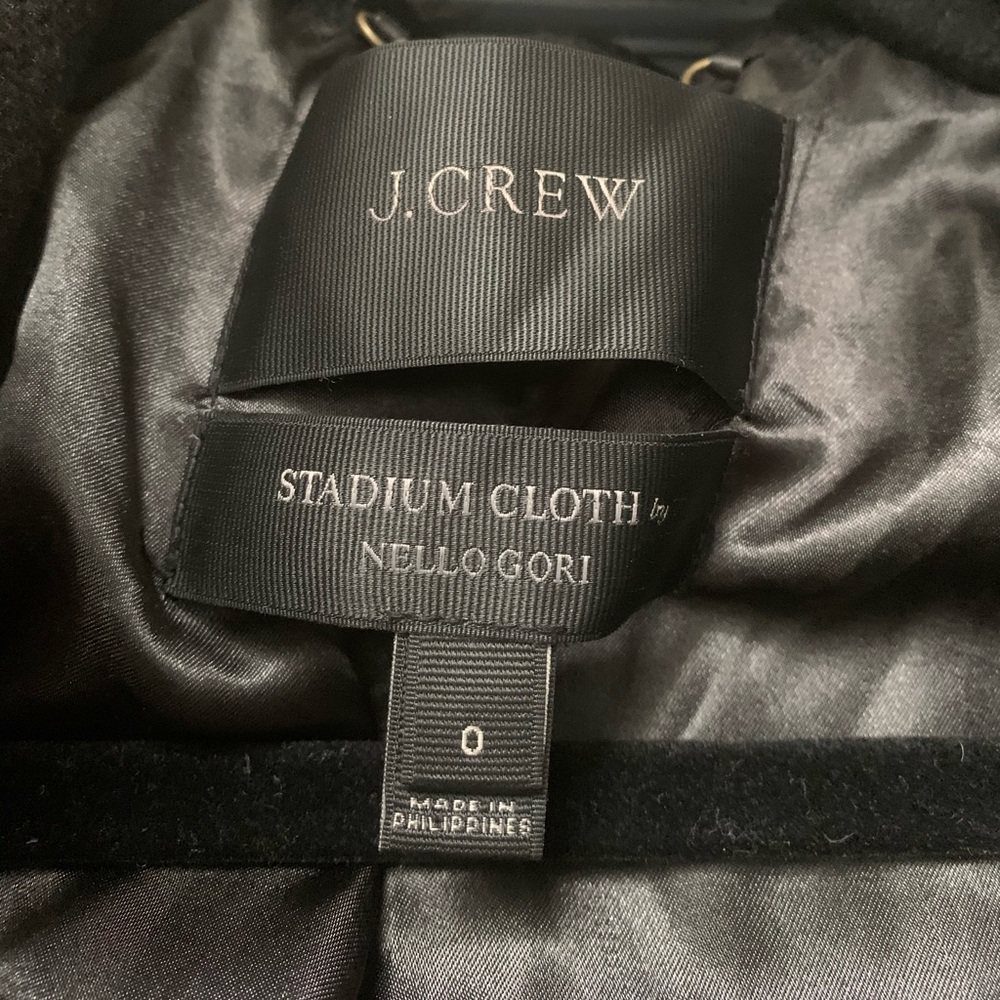 J.CREW
STADIUM CLOTH by
NELLO GORI
0
MADE IN
PHILIPPINES